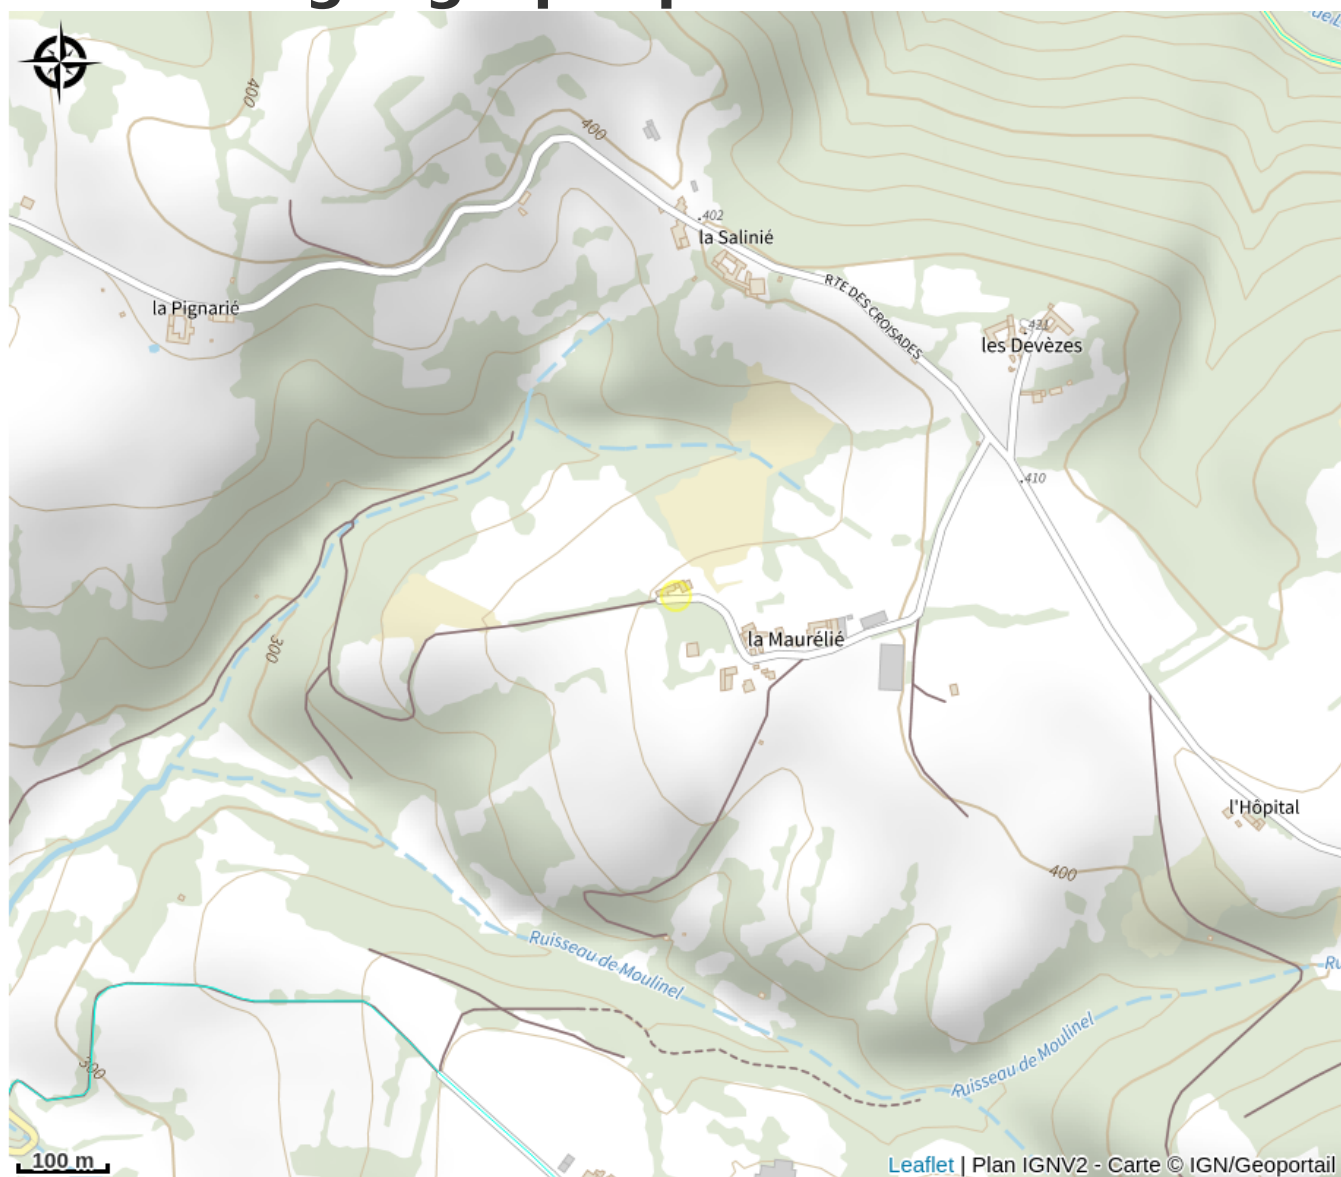 400
400
402
la Salinié
RTE DES CROISADES
la Pignarié
421
les Devèzes
410
la Maurélié
300
l'Hôpital
400
Ruisseau de Moulinel
Ruisseau de Moulinel
300
100 m
Leaflet | Plan IGNV2 - Carte © IGN/Geoportail